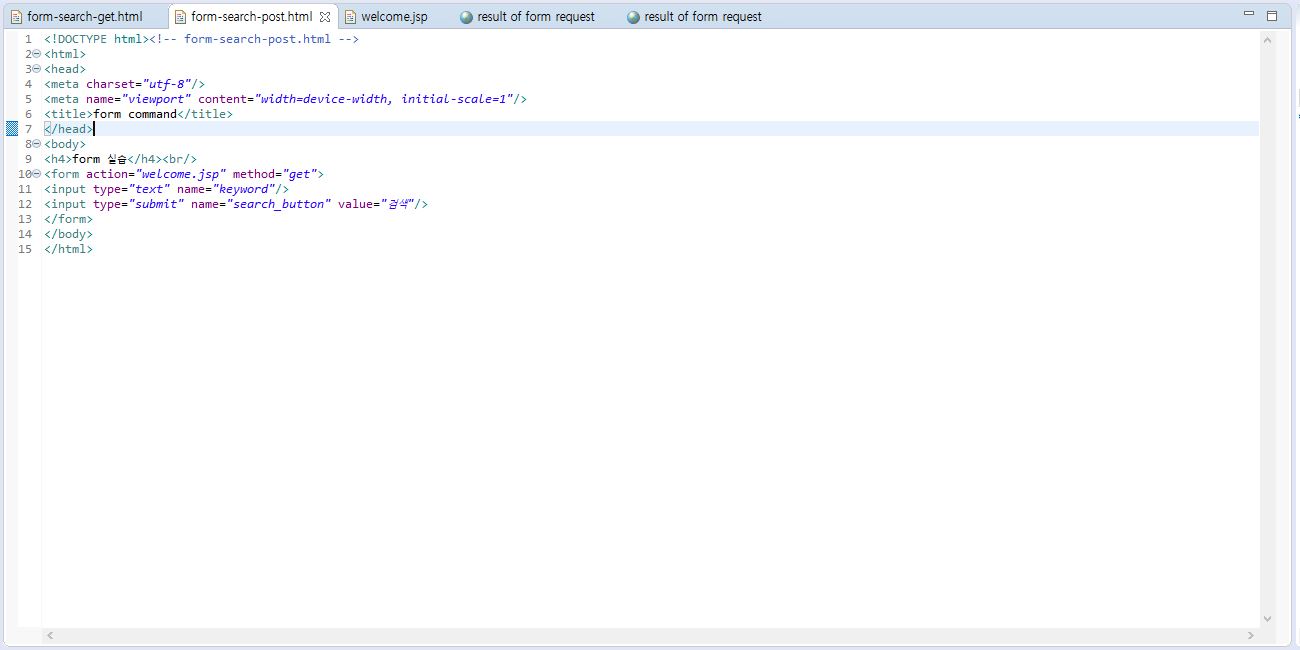 form-search-get.html form-search-post.html welcome.jsp result of form request result of form request
1 <!DOCTYPE html><!-- form-search-post.html -->
2 <html>
3 <head>
4 <meta charset="utf-8"/>
5 <meta name="viewport" content="width=device-width, initial-scale=1"/>
6 <title>form command</title>
7 </head>
8 <body>
9 <h4>form 실습</h4><br/>
10 <form action="welcome.jsp" method="get">
11 <input type="text" name="keyword"/>
12 <input type="submit" name="search_button" value="검색"/>
13 </form>
14 </body>
15 </html>